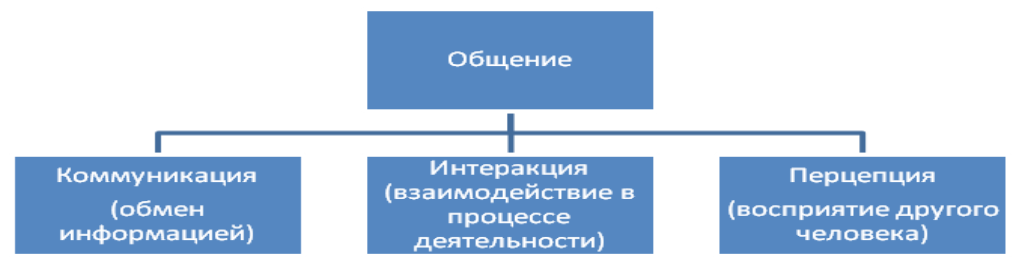 Общение
Коммуникация
(обмен
информацией)
Интеракция
(взаимодействие в
процессе
деятельности)
Перцепция
(восприятие другого
человека)